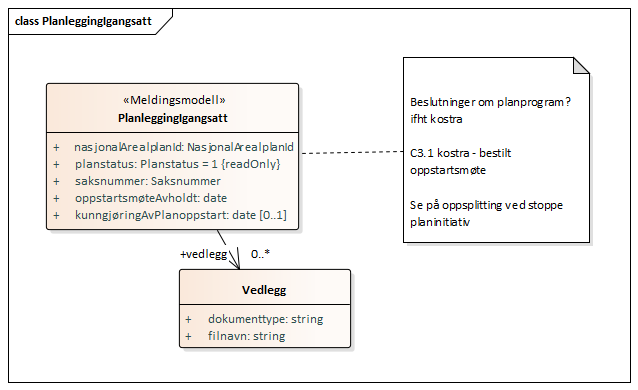 class PlanleggingIgangsatt
«Meldingsmodell»
PlanleggingIgangsatt
+ nasjonalArealplanId: NasjonalArealplanId
+ planstatus: Planstatus = 1 {readOnly}
+ saksnummer: Saksnummer
+ oppstartsmøteAvholdt: date
+ kunngjøringAvPlanoppstart: date [0..1]
Beslutninger om planprogram?
ifht kostra
C3.1 kostra - bestilt
oppstartsmøte
Se på oppsplitting ved stoppe
planinitiativ
+vedlegg 0..*
Vedlegg
+ dokumenttype: string
+ filnavn: string